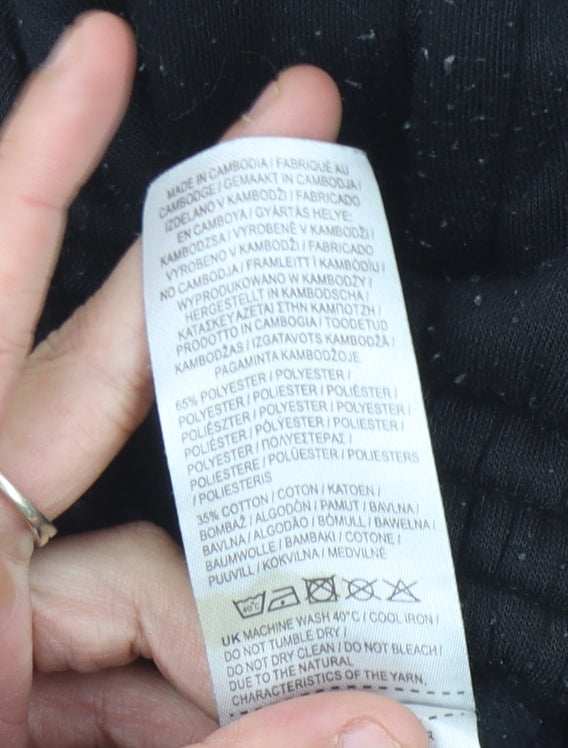 MADE IN CAMBODIA / FABRIQUÉ AU
CAMBODGE / GEMAAKT IN CAMBODJA /
IZDELANO V KAMBODŽI / FABRICADO
EN CAMBOYA / GYÁRTÁS HELYE:
KAMBODZSA / VYROBENÉ V KAMBODŽI /
VYROBENO V KAMBODŽI / FABRICADO
NO CAMBODJA / FRAMLEITT Í KAMBÓDÍU /
WYPRODUKOWANO W KAMBODŻY /
HERGESTELLT IN KAMBODSCHA /
ΚΑΤΑΣΚΕΥΑΖΕΤΑΙ ΣΤΗΝ ΚΑΜΠΟΤΖΗ /
PRODOTTO IN CAMBOGIA / TOODETUD
KAMBODŽAS / IZGATAVOTS KAMBODŽĀ /
PAGAMINTA KAMBODŽOJE
65% POLYESTER / POLYESTER /
POLYESTER / POLIESTER / POLIÉSTER /
POLIÉSZTER / POLYESTER / POLYESTER /
POLIÉSTER / PÓLÝESTER / POLIESTER /
POLYESTER / ΠΟΛΥΕΣΤΕΡΑΣ /
POLIESTERE / POLÜESTER / POLIESTERS
/ POLIESTERIS
35% COTTON / COTON / KATOEN /
BOMBAŽ / ALGODÓN / PAMUT / BAVLNA /
BAVLNA / ALGODÃO / BÓMULL / BAWEŁNA /
BAUMWOLLE / BAMBAKI / COTONE /
PUUVILL / KOKVILNA / MEDVILNĖ
40°C
UK MACHINE WASH 40°C / COOL IRON /
DO NOT TUMBLE DRY /
DO NOT DRY CLEAN / DO NOT BLEACH /
DUE TO THE NATURAL
CHARACTERISTICS OF THE YARN,